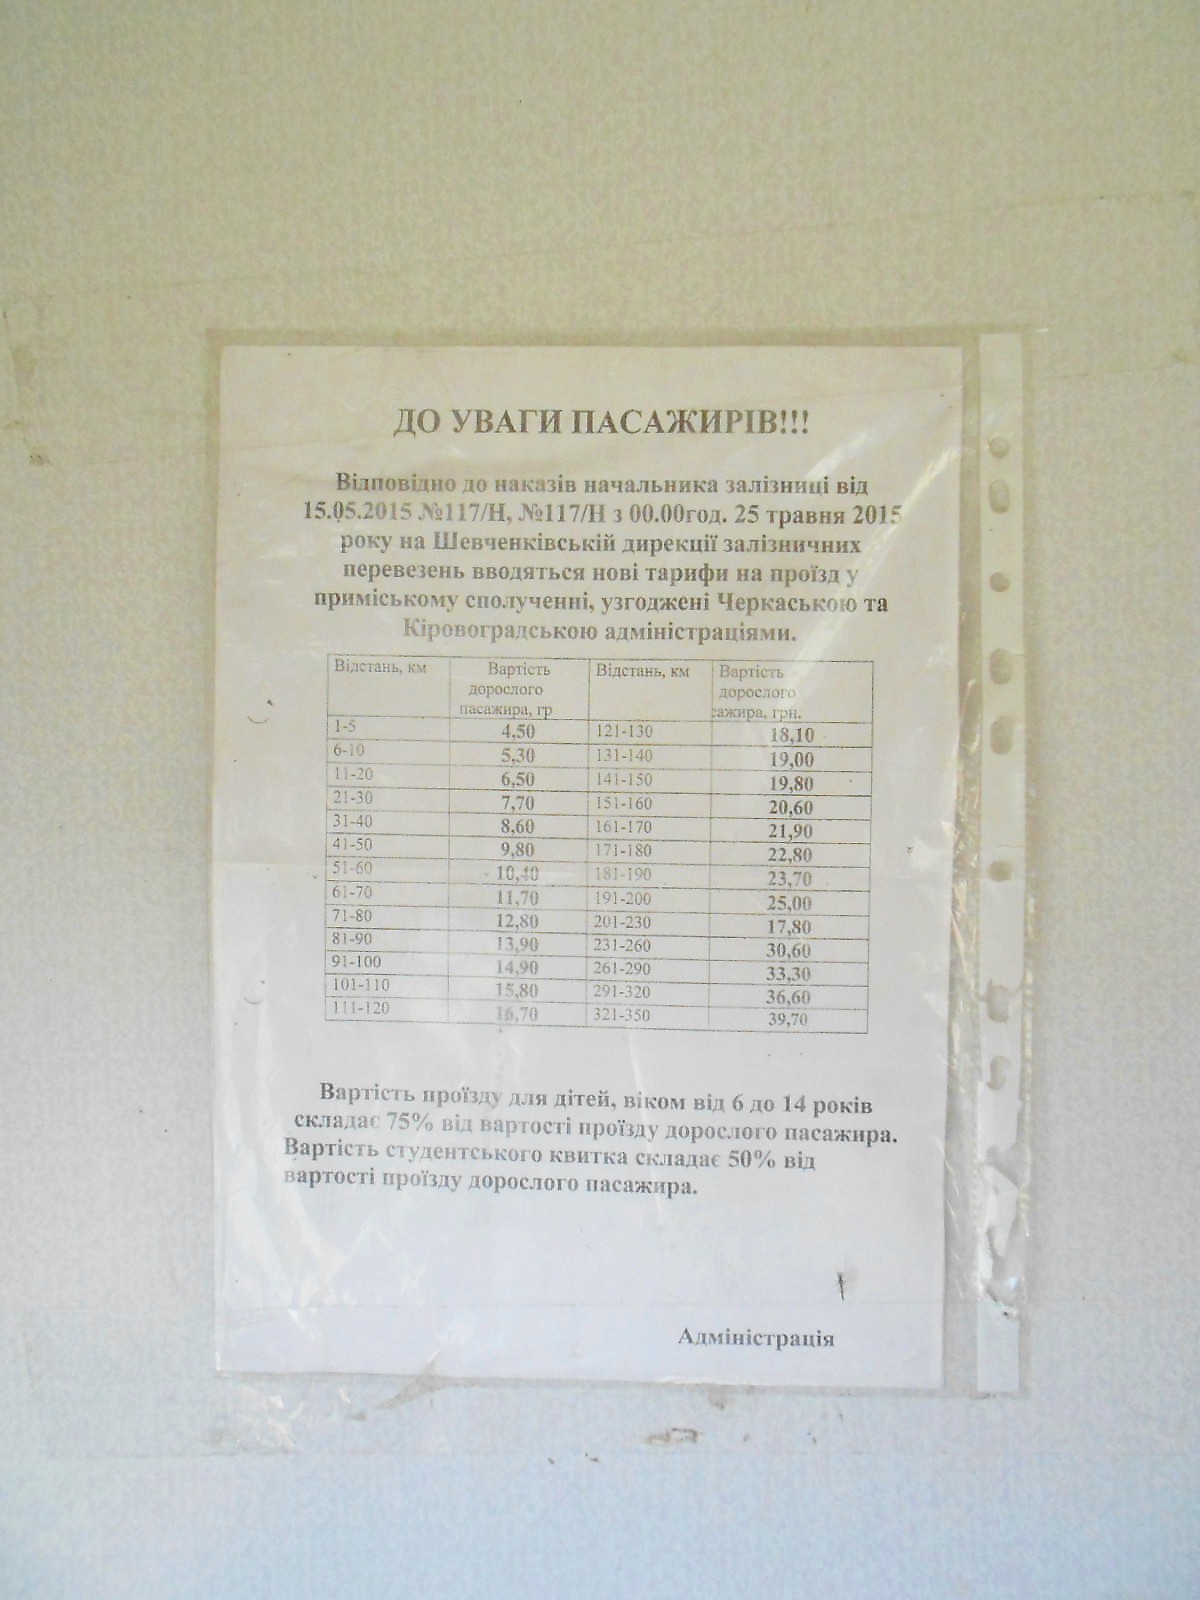 ДО УВАГИ ПАСАЖИРІВ!!!
Відповідно до наказів начальника залізниці від
15.05.2015 №117/Н, №117/Н з 00.00год. 25 травня 2015
року на Шевченківській дирекції залізничних
перевезень вводяться нові тарифи на проїзд у
приміському сполученні, узгоджені Черкаською та
Кіровоградською адміністраціями.
Відстань, км Вартість дорослого пасажира, гр Відстань, км Вартість дорослого сажира, грн.
1-5 4,50 121-130 18,10
6-10 5,30 131-140 19,00
11-20 6,50 141-150 19,80
21-30 7,70 151-160 20,60
31-40 8,60 161-170 21,90
41-50 9,80 171-180 22,80
51-60 10,40 181-190 23,70
61-70 11,70 191-200 25,00
71-80 12,80 201-230 17,80
81-90 13,90 231-260 30,60
91-100 14,90 261-290 33,30
101-110 15,80 291-320 36,60
111-120 16,70 321-350 39,70
Вартість проїзду для дітей, віком від 6 до 14 років
складає 75% від вартості проїзду дорослого пасажира.
Вартість студентського квитка складає 50% від
вартості проїзду дорослого пасажира.
Адміністрація